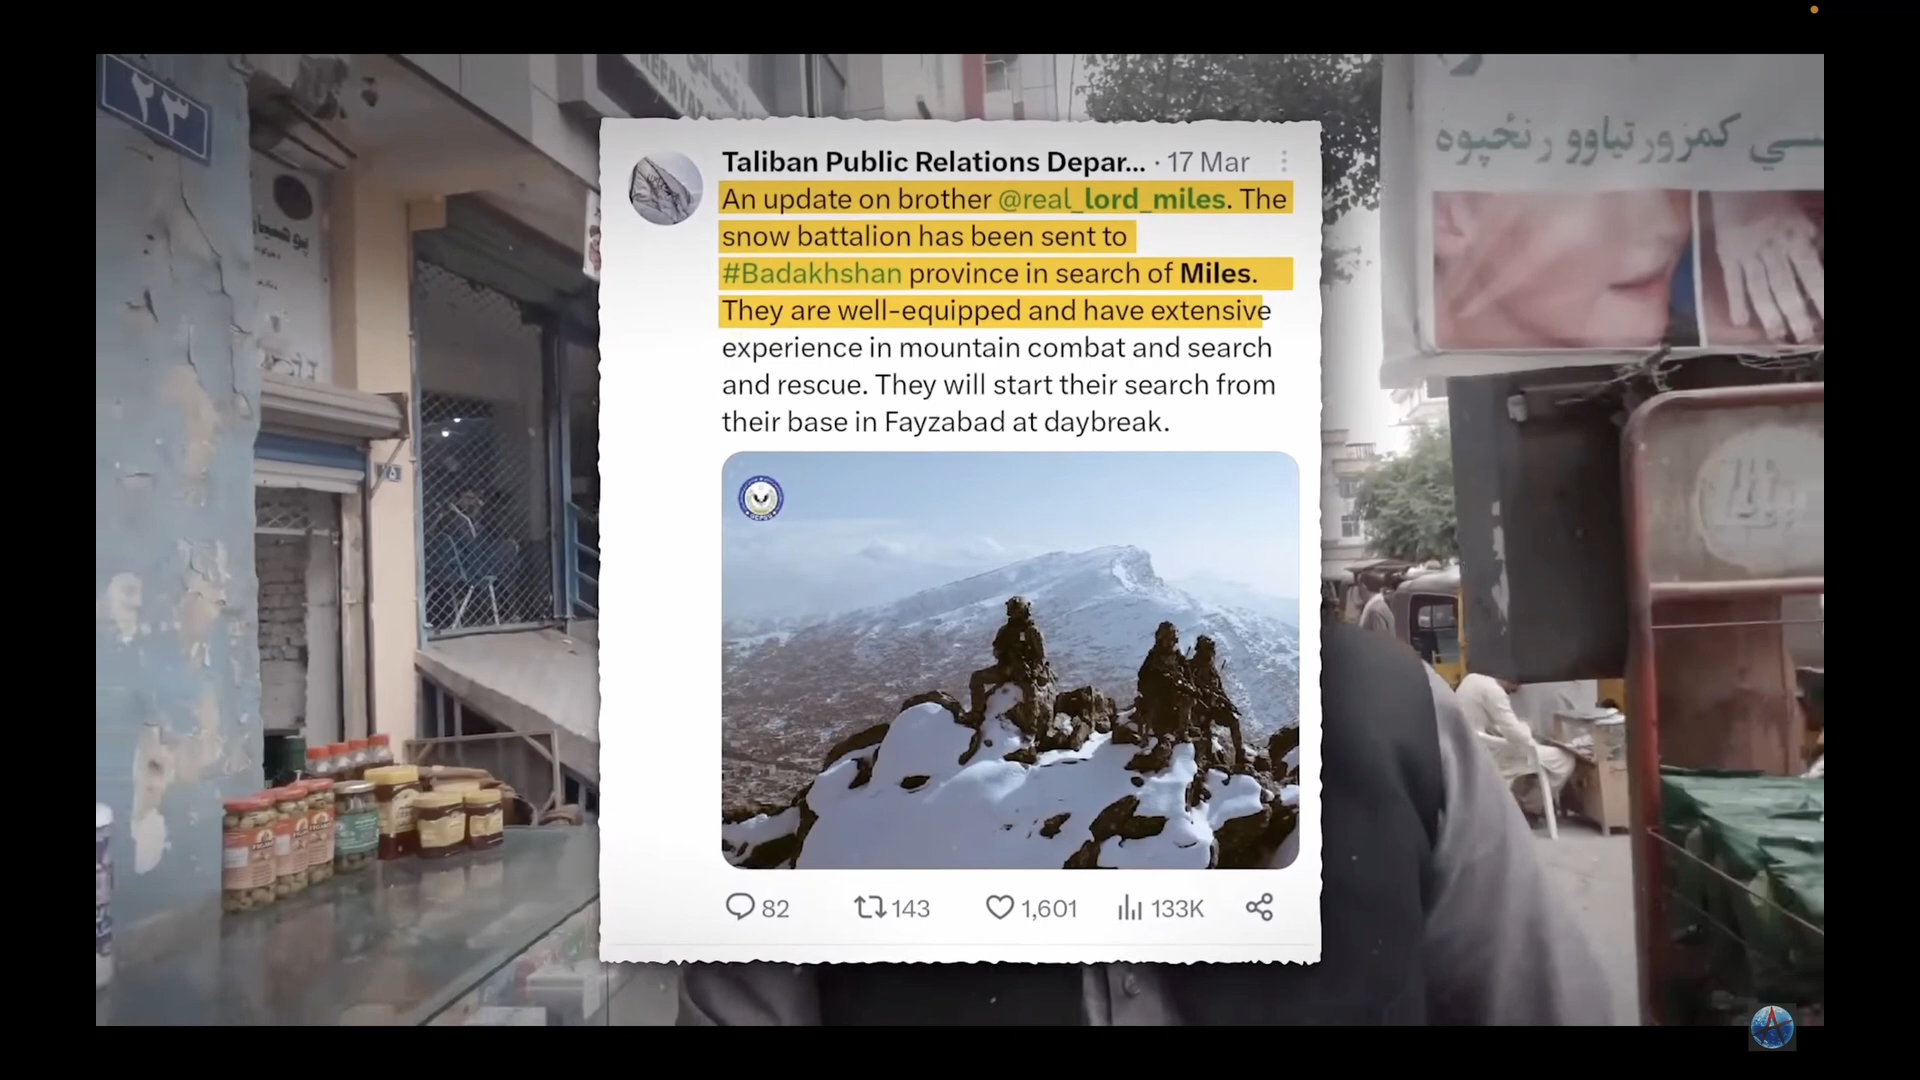 ۲۳
Taliban Public Relations Depar... · 17 Mar
An update on brother @real_lord_miles. The
snow battalion has been sent to
#Badakhshan province in search of Miles.
They are well-equipped and have extensive
experience in mountain combat and search
and rescue. They will start their search from
their base in Fayzabad at daybreak.
82 143 1,601 133K
کمزورتیاوو رنځپوه